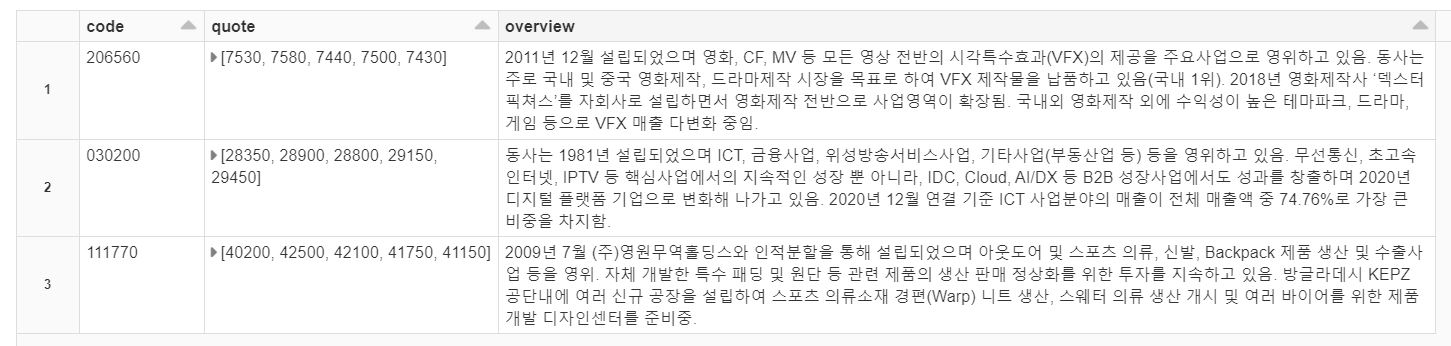 code quote overview
1 206560 [7530, 7580, 7440, 7500, 7430] 2011년 12월 설립되었으며 영화, CF, MV 등 모든 영상 전반의 시각특수효과(VFX)의 제공을 주요사업으로 영위하고 있음. 동사는
주로 국내 및 중국 영화제작, 드라마제작 시장을 목표로 하여 VFX 제작물을 납품하고 있음(국내 1위). 2018년 영화제작사 '덱스터
픽쳐스'를 자회사로 설립하면서 영화제작 전반으로 사업영역이 확장됨. 국내외 영화제작 외에 수익성이 높은 테마파크, 드라마,
게임 등으로 VFX 매출 다변화 중임.
2 030200 [28350, 28900, 28800, 29150, 동사는 1981년 설립되었으며 ICT, 금융사업, 위성방송서비스사업, 기타사업(부동산업 등) 등을 영위하고 있음. 무선통신, 초고속
29450] 인터넷, IPTV 등 핵심사업에서의 지속적인 성장 뿐 아니라, IDC, Cloud, AI/DX 등 B2B 성장사업에서도 성과를 창출하며 2020년
디지털 플랫폼 기업으로 변화해 나가고 있음. 2020년 12월 연결 기준 ICT 사업분야의 매출이 전체 매출액 중 74.76%로 가장 큰
비중을 차지함.
3 111770 [40200, 42500, 42100, 41750, 41150] 2009년 7월 (주)영원무역홀딩스와 인적분할을 통해 설립되었으며 아웃도어 및 스포츠 의류, 신발, Backpack 제품 생산 및 수출사
업 등을 영위. 자체 개발한 특수 패딩 및 원단 등 관련 제품의 생산 판매 정상화를 위한 투자를 지속하고 있음. 방글라데시 KEPZ
공단내에 여러 신규 공장을 설립하여 스포츠 의류소재 경편(Warp) 니트 생산, 스웨터 의류 생산 개시 및 여러 바이어를 위한 제품
개발 디자인센터를 준비중.